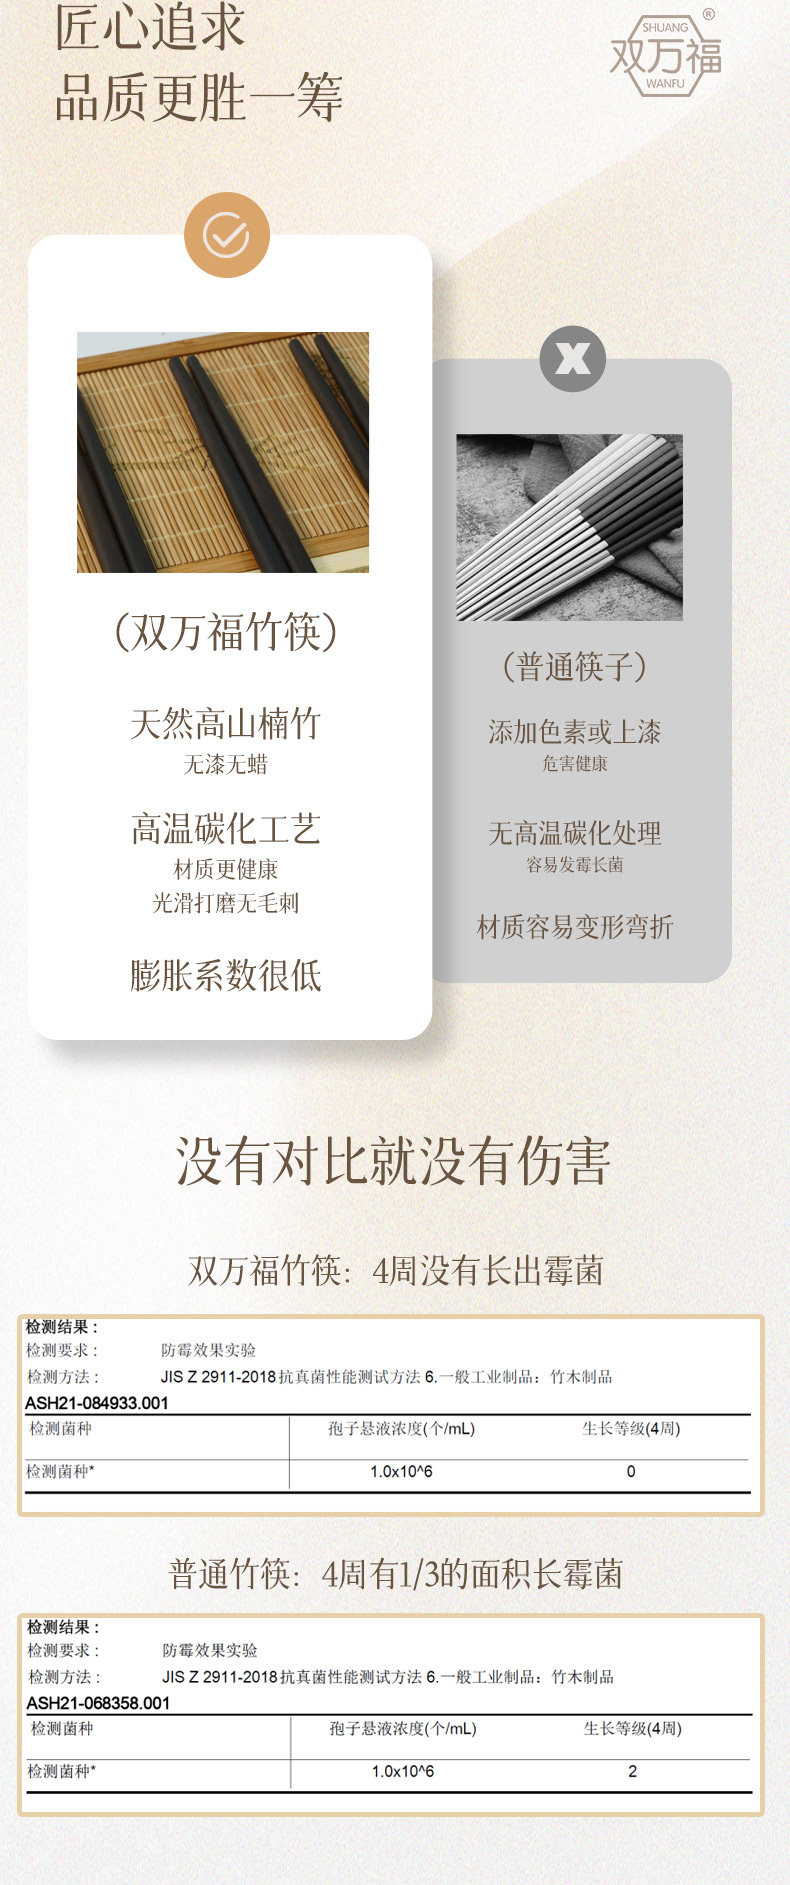 匠心追求
品质更胜一筹
SHUANG
双万福®
WANFU
(双万福竹筷)
天然高山楠竹
无漆无蜡
高温碳化工艺
材质更健康
光滑打磨无毛刺
膨胀系数很低
X
(普通筷子)
添加色素或上漆
危害健康
无高温碳化处理
容易发霉长菌
材质容易变形弯折
没有对比就没有伤害
双万福竹筷：4周没有长出霉菌
检测结果：
检测要求： 防霉效果实验
检测方法： JIS Z 2911-2018抗真菌性能测试方法 6.一般工业制品：竹木制品
ASH21-084933.001
检测菌种 孢子悬液浓度(个/mL) 生长等级(4周)
检测菌种* 1.0x10^6 0
普通竹筷：4周有1/3的面积长霉菌
检测结果：
检测要求： 防霉效果实验
检测方法： JIS Z 2911-2018抗真菌性能测试方法 6.一般工业制品：竹木制品
ASH21-068358.001
检测菌种 孢子悬液浓度(个/mL) 生长等级(4周)
检测菌种* 1.0x10^6 2